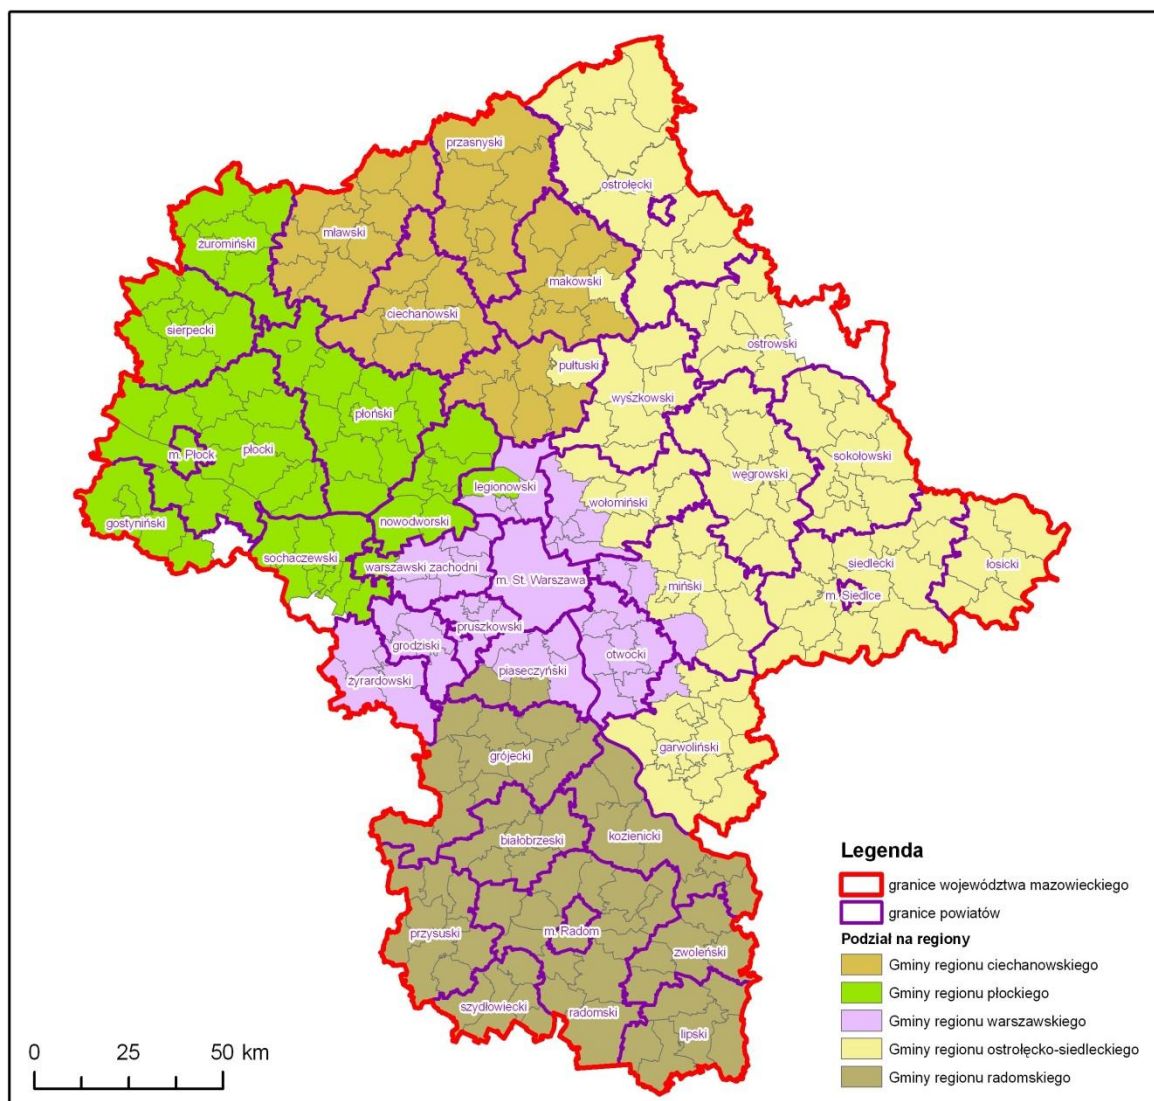 przasnyski
ostrołęcki
żuromiński
mławski
makowski
ciechanowski
sierpecki
ostrowski
pułtuski
wyszkowski
płoński
płocki
m. Płock
sokołowski
węgrowski
legionowski
wołomiński
gostyniński
nowodworski
sochaczewski
warszawski zachodni
m. St. Warszawa
siedlecki
łosicki
miński
m. Siedlce
pruszkowski
grodziski
otwocki
piaseczyński
żyrardowski
garwoliński
grójecki
białobrzeski
kozienicki
przysuski
m. Radom
zwoleński
szydłowiecki
radomski
lipski
Legenda
granice województwa mazowieckiego
granice powiatów
Podział na regiony
Gminy regionu ciechanowskiego
Gminy regionu płockiego
Gminy regionu warszawskiego
Gminy regionu ostrołęcko-siedleckiego
Gminy regionu radomskiego
0 25 50 km